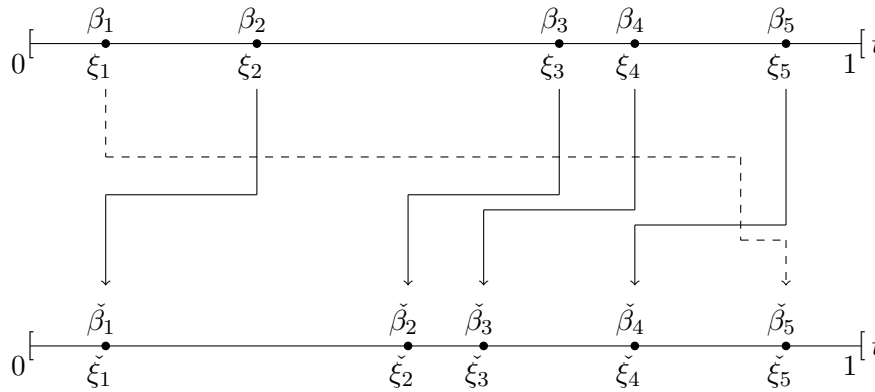 β₁ β₂ β₃ β₄ β₅
0 [ ] 1
ξ₁ ξ₂ ξ₃ ξ₄ ξ₅
β̌₁ β̌₂ β̌₃ β̌₄ β̌₅
0 [ ] 1
ξ̌₁ ξ̌₂ ξ̌₃ ξ̌₄ ξ̌₅